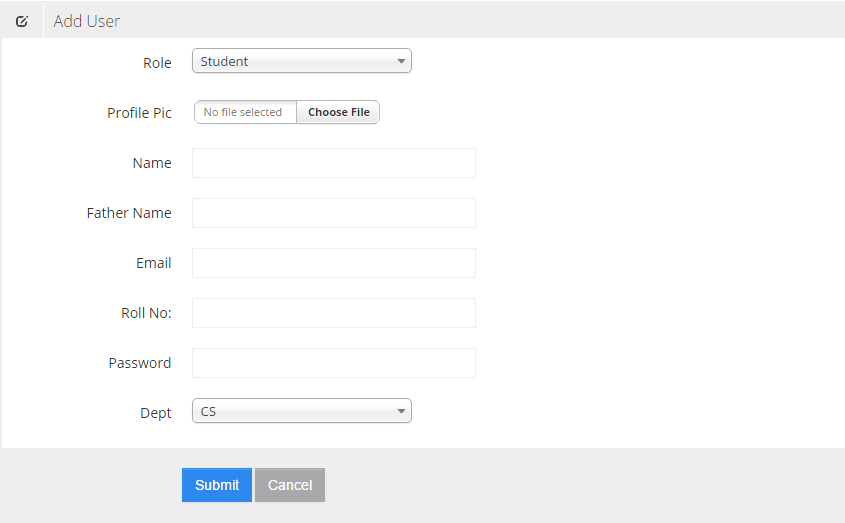 Add User
Role Student
Profile Pic No file selected Choose File
Name
Father Name
Email
Roll No:
Password
Dept CS
Submit Cancel